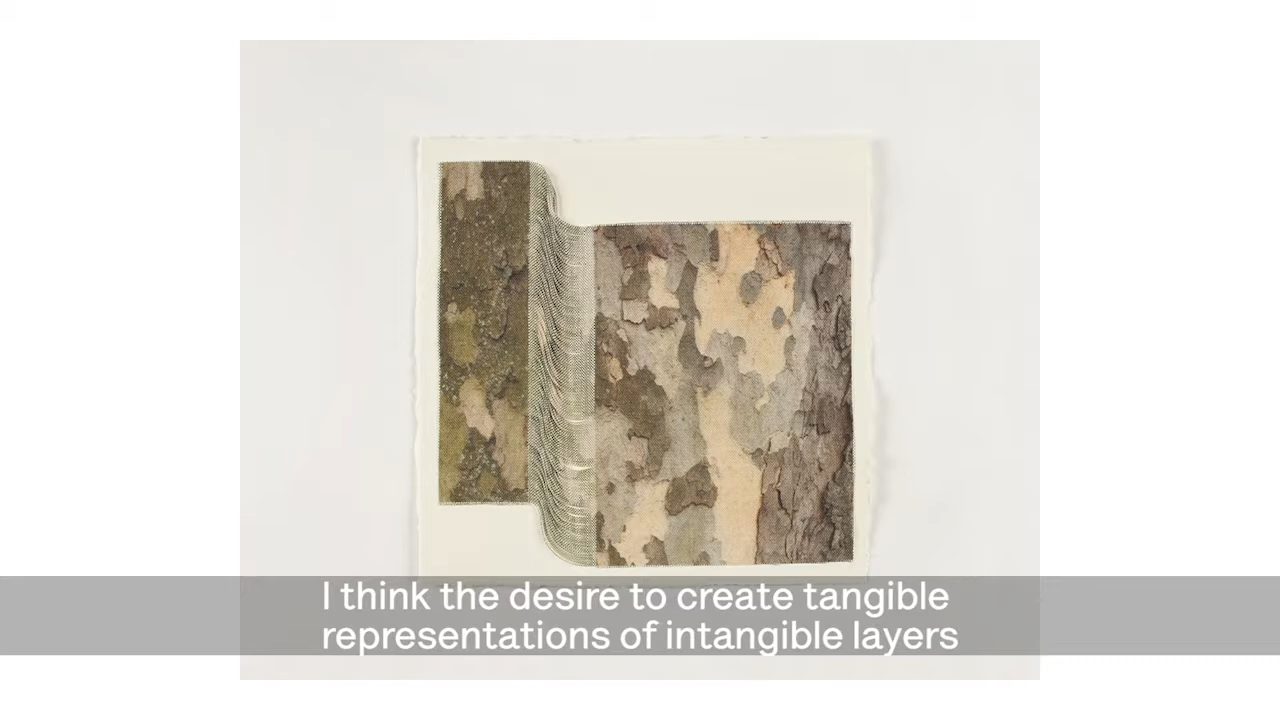 I think the desire to create tangible
representations of intangible layers